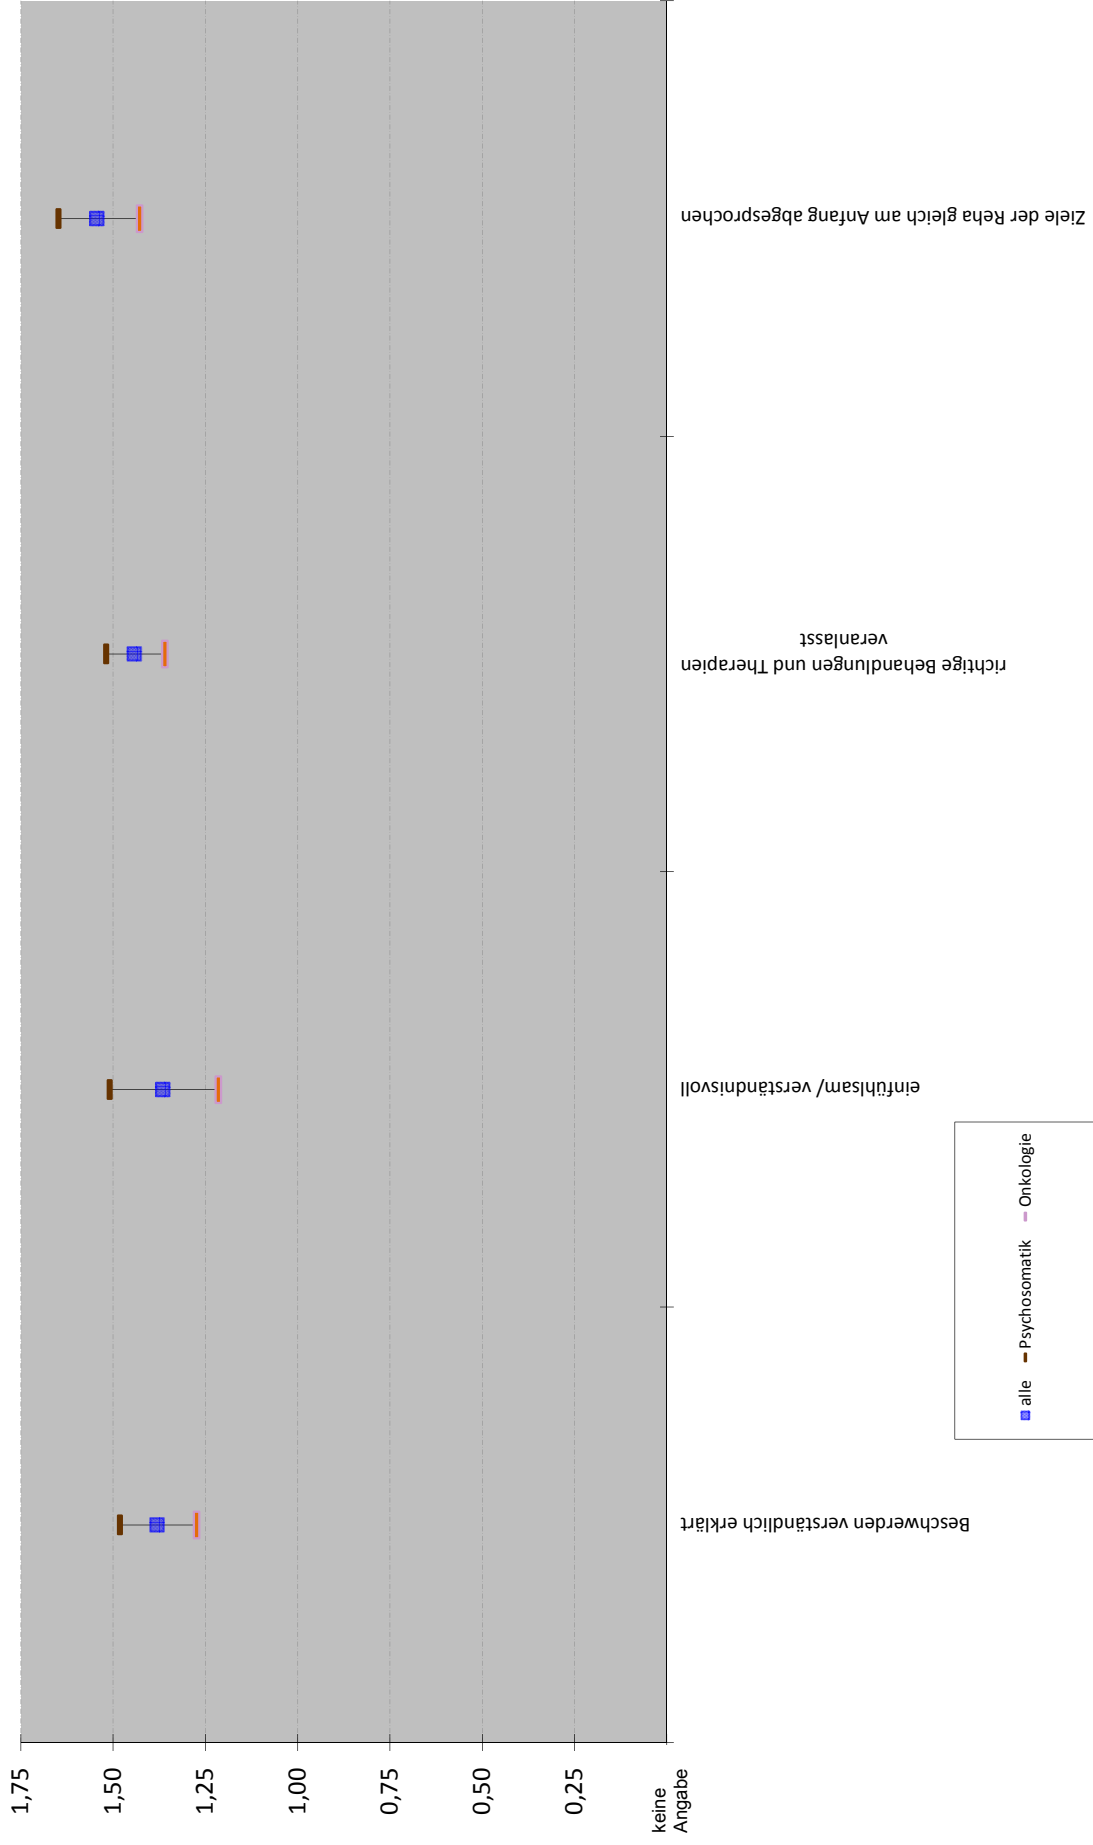 1,75
1,50
1,25
1,00
0,75
0,50
0,25
keine
Angabe
Beschwerden verständlich erklärt
einfühlsam/ verständnisvoll
richtige Behandlungen und Therapien
veranlasst
Ziele der Reha gleich am Anfang abgesprochen
alle
Psychosomatik
Onkologie